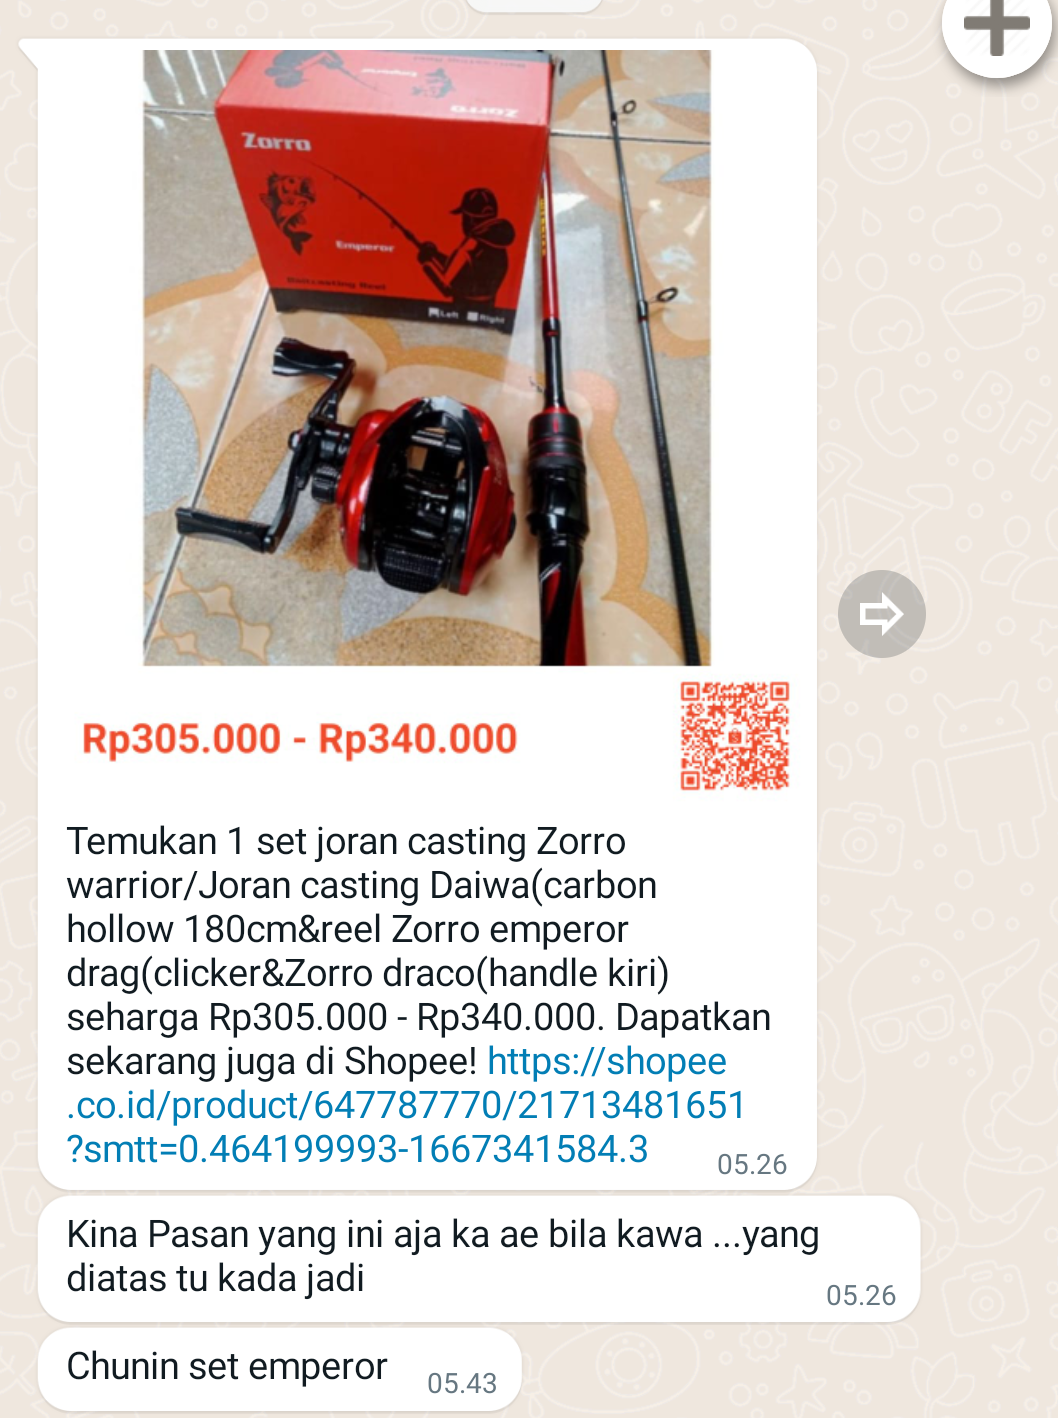 Emperor
Zorro
Zorro
Emperor
Baitcasting Reel
Left Right
Rp305.000 - Rp340.000
Temukan 1 set joran casting Zorro
warrior/Joran casting Daiwa(carbon
hollow 180cm&reel Zorro emperor
drag(clicker&Zorro draco(handle kiri)
seharga Rp305.000 - Rp340.000. Dapatkan
sekarang juga di Shopee! https://shopee
.co.id/product/647787770/21713481651
?smtt=0.464199993-1667341584.3
05.26
Kina Pasan yang ini aja ka ae bila kawa ...yang
diatas tu kada jadi
05.26
Chunin set emperor
05.43